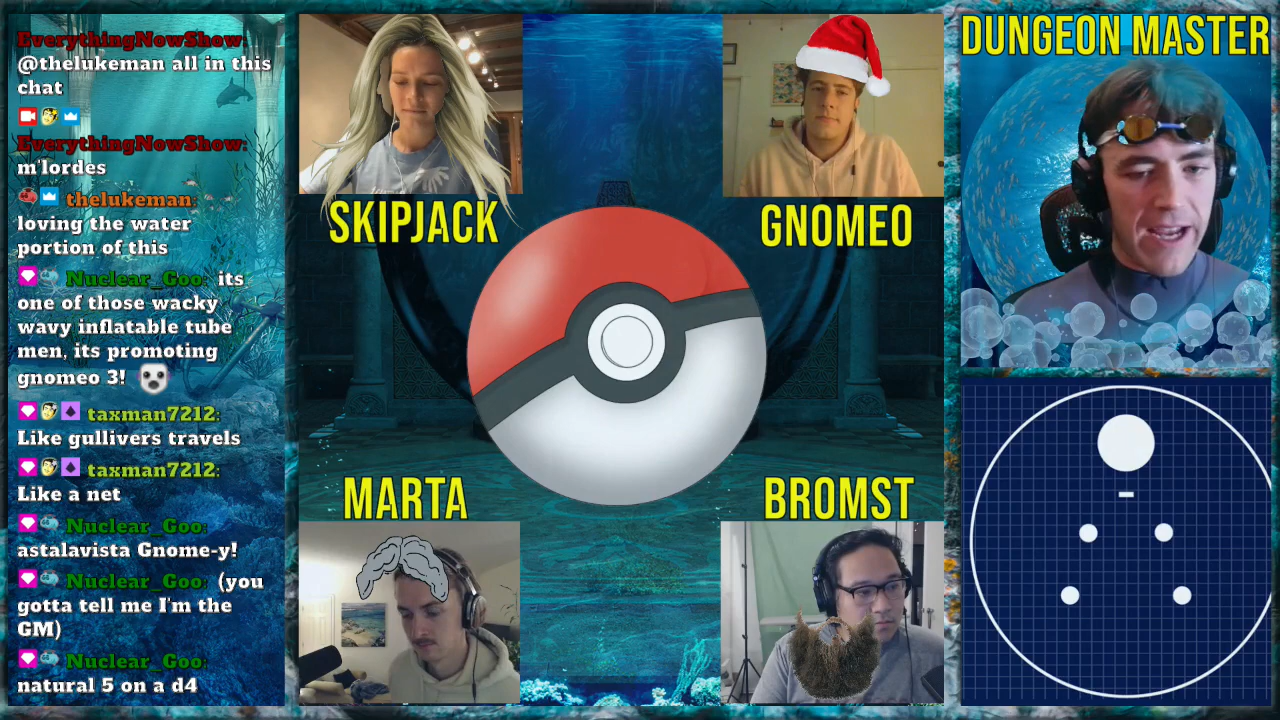 EverythingNowShow:
@thelukeman all in this
chat
EverythingNowShow:
m'lordes
thelukeman:
loving the water
portion of this
Nuclear_Goo: its
one of those wacky
wavy inflatable tube
men, its promoting
gnomeo 3!
taxman7212:
Like gullivers travels
taxman7212:
Like a net
Nuclear_Goo:
astalavista Gnome-y!
Nuclear_Goo: (you
gotta tell me I'm the
GM)
Nuclear_Goo:
natural 5 on a d4
SKIPJACK
GNOMEO
MARTA
BROMST
DUNGEON MASTER